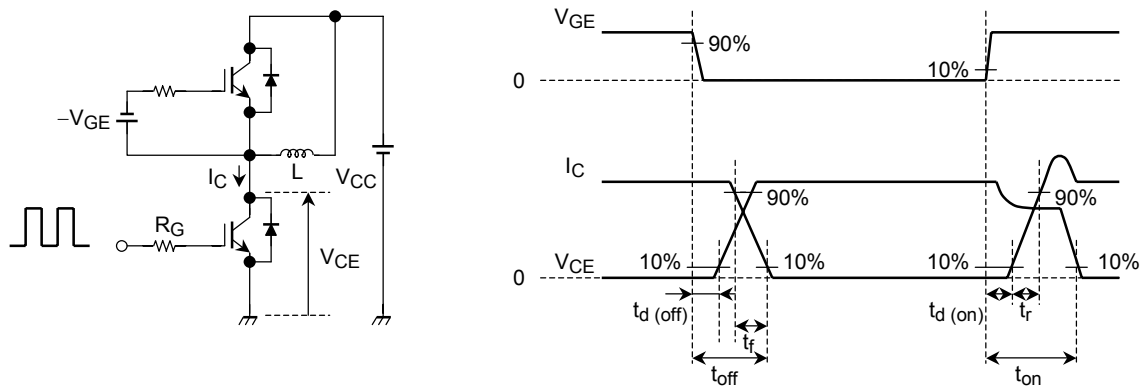 −VGE
IC
L
VCC
RG
VCE
VGE
90%
10%
0
IC
90%
VCE
10%
10%
10%
10%
0
td (off)
tf
toff
td (on)
tr
ton